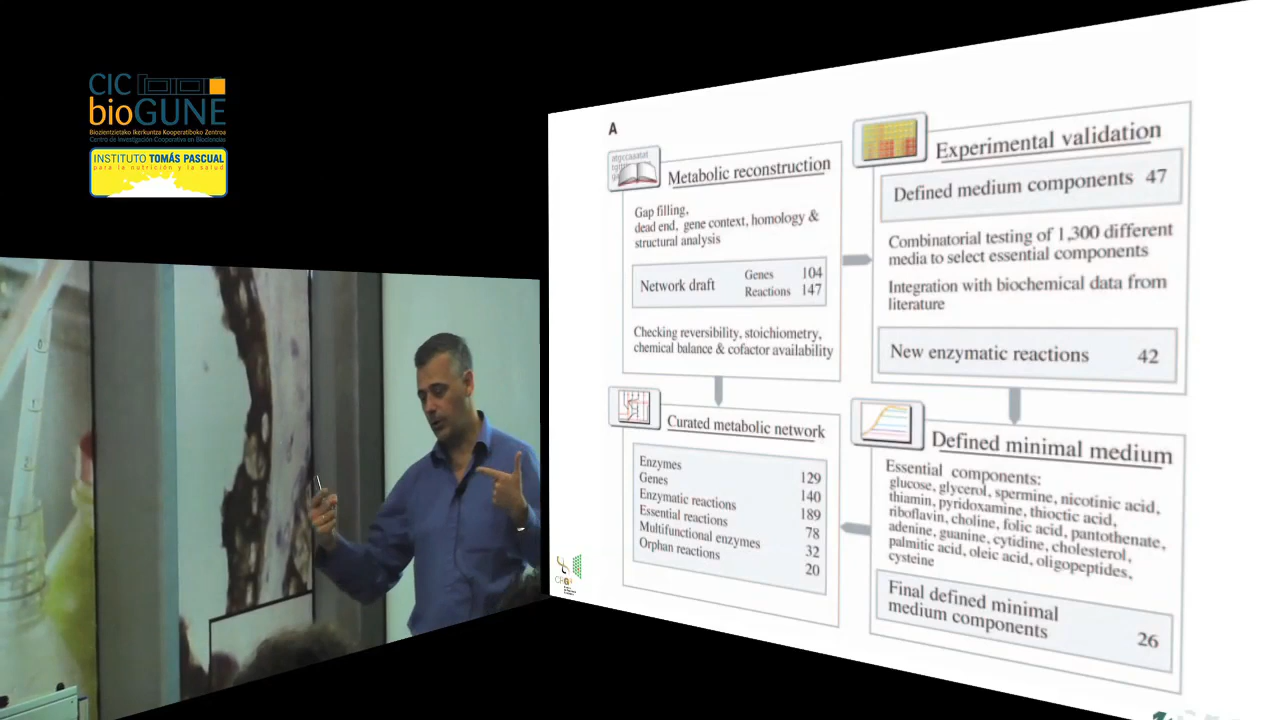 CIC
bioGUNE
Biozientzietako Ikerkuntza Kooperatiboko Zentroa
Centro de Investigación Cooperativa en Biociencias
INSTITUTO TOMÁS PASCUAL
para la nutrición y la salud
A
atgccaaatat
Metabolic reconstruction
Gap filling,
dead end, gene context, homology &
structural analysis
Network draft
Genes 104
Reactions 147
Checking reversibility, stoichiometry,
chemical balance & cofactor availability
Experimental validation
Defined medium components 47
Combinatorial testing of 1,300 different
media to select essential components
Integration with biochemical data from
literature
New enzymatic reactions 42
Curated metabolic network
Enzymes 129
Genes 140
Enzymatic reactions 189
Essential reactions 78
Multifunctional enzymes 32
Orphan reactions 20
Defined minimal medium
Essential components:
glucose, glycerol, spermine, nicotinic acid,
thiamin, pyridoxamine, thioctic acid,
riboflavin, choline, folic acid, pantothenate,
adenine, guanine, cytidine, cholesterol,
palmitic acid, oleic acid, oligopeptides,
cysteine
Final defined minimal
medium components 26
CRG